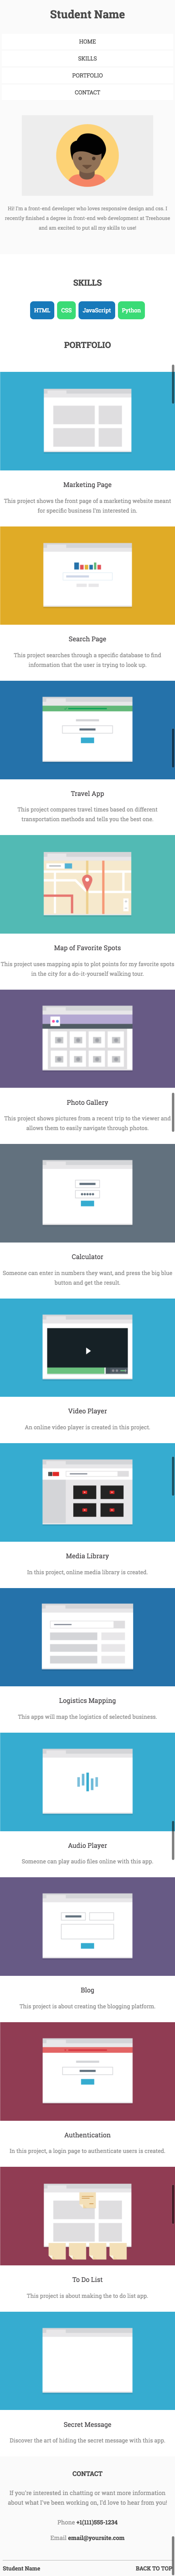 Student Name
HOME
SKILLS
PORTFOLIO
CONTACT
Hi! I'm a front-end developer who loves responsive design and css. I
recently finished a degree in front-end web development at Treehouse
and am excited to put all my skills to use!
SKILLS
HTML CSS JavaScript Python
PORTFOLIO
Marketing Page
This project shows the front page of a marketing website meant
for specific business I'm interested in.
Search Page
This project searches through a specific database to find
information that the user is trying to look up.
Travel App
This project compares travel times based on different
transportation methods and tells you the best one.
Map of Favorite Spots
This project uses mapping apis to plot points for my favorite spots
in the city for a do-it-yourself walking tour.
Photo Gallery
This project shows pictures from a recent trip to the viewer and
allows them to easily navigate through photos.
Calculator
Someone can enter in numbers they want, and press the big blue
button and get the result.
Video Player
An online video player is created in this project.
Media Library
In this project, online media library is created.
Logistics Mapping
This apps will map the logistics of selected business.
Audio Player
Someone can play audio files online with this app.
Blog
This project is about creating the blogging platform.
Authentication
In this project, a login page to authenticate users is created.
To Do List
This project is about making the to do list app.
Secret Message
Discover the art of hiding the secret message with this app.
CONTACT
If you're interested in chatting or want more information
about what I've been working on, I'd love to hear from you!
Phone +1(111)555-1234
Email email@yoursite.com
Student Name BACK TO TOP